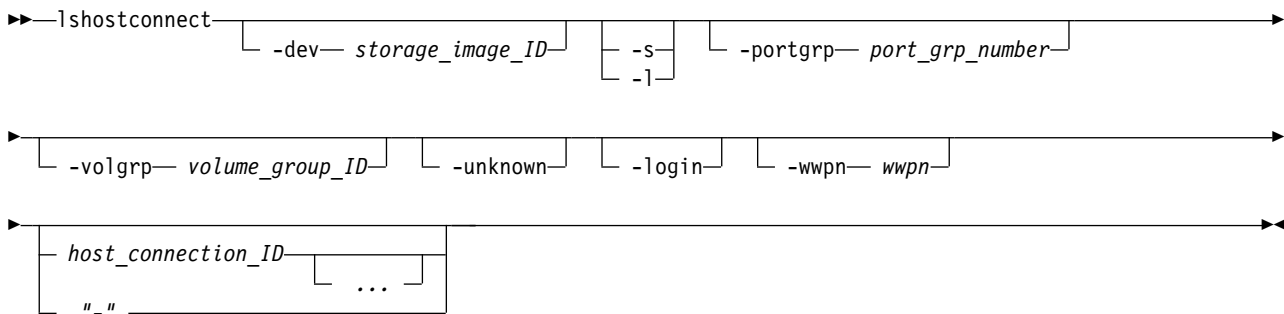 lshostconnect -dev storage_image_ID -s -portgrp port_grp_number
-l
-volgrp volume_group_ID -unknown -login -wwpn wwpn
host_connection_ID
...
"-"